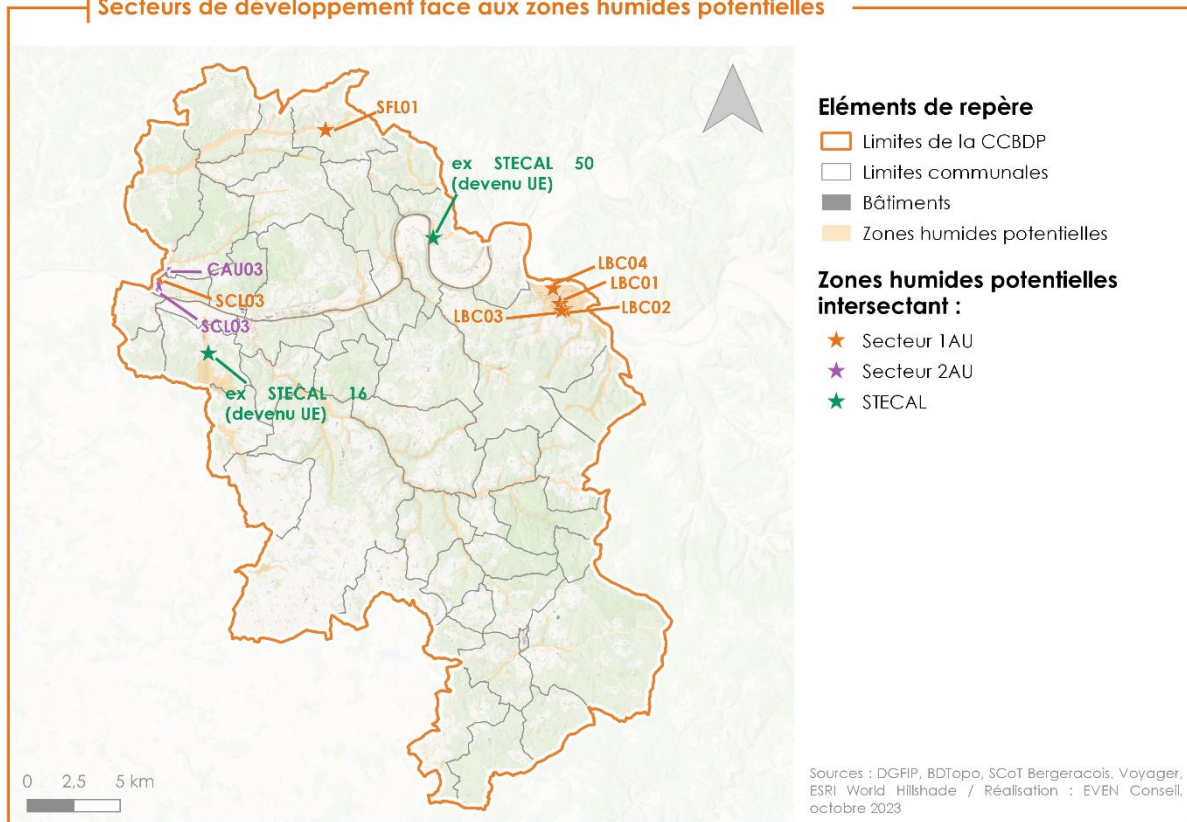 Secteurs de développement face aux zones humides potentielles
SFL01
ex STECAL 50
(devenu UE)
CAU03
SCL03
SCL03
LBC04
LBC01
LBC03
LBC02
ex STECAL 16
(devenu UE)
0 2,5 5 km
Eléments de repère
Limites de la CCBDP
Limites communales
Bâtiments
Zones humides potentielles
Zones humides potentielles
intersectant :
Secteur 1AU
Secteur 2AU
STECAL
Sources : DGFIP, BDTopo, SCoT Bergeracois, Voyager,
ESRI World Hillshade / Réalisation : EVEN Conseil,
octobre 2023